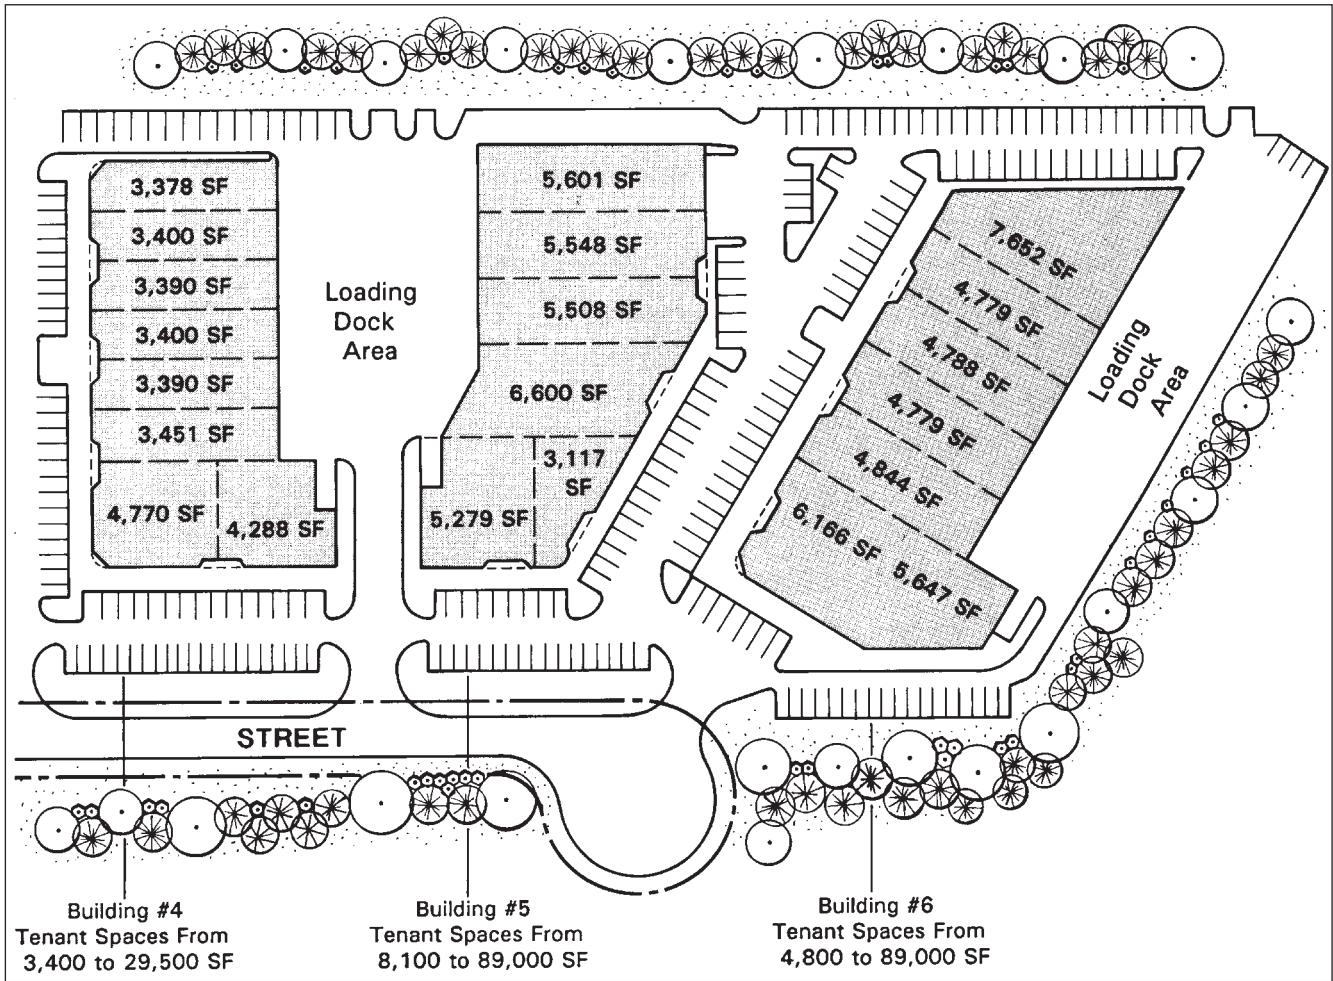 3,378 SF
3,400 SF
3,390 SF
3,400 SF
3,390 SF
3,451 SF
4,770 SF
4,288 SF
Loading
Dock
Area
5,601 SF
5,548 SF
5,508 SF
6,600 SF
3,117
SF
5,279 SF
7,652 SF
4,779 SF
4,788 SF
4,779 SF
4,844 SF
6,166 SF
5,647 SF
Loading
Dock
Area
STREET
Building #4
Tenant Spaces From
3,400 to 29,500 SF
Building #5
Tenant Spaces From
8,100 to 89,000 SF
Building #6
Tenant Spaces From
4,800 to 89,000 SF